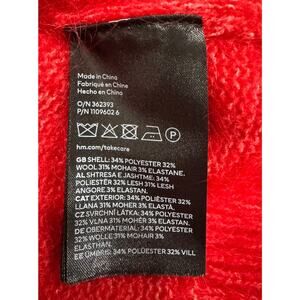 Made in China
Fabriqué en Chine
Hecho en China
O/N 362393
P/N 1109602 6
P
hm.com/takecare
GB SHELL: 34% POLYESTER 32%
WOOL 31% MOHAIR 3% ELASTANE.
AL SHTRESA E JASHTME: 34%
POLIESTËR 32% LESH 31% LESH
ANGORE 3% ELASTAN.
CAT EXTERIOR: 34% POLIÈSTER 32%
LLANA 31% MOHER 3% ELASTÀ.
CZ SVRCHNÍ LÁTKA: 34% POLYESTER
32% VLNA 31% MOHÉR 3% ELASTAN.
DE OBERMATERIAL: 34% POLYESTER
32% WOLLE 31% MOHAIR
3% ELASTHAN.
EE ÜMBRIS: 34% POLÜESTER 32% VILL